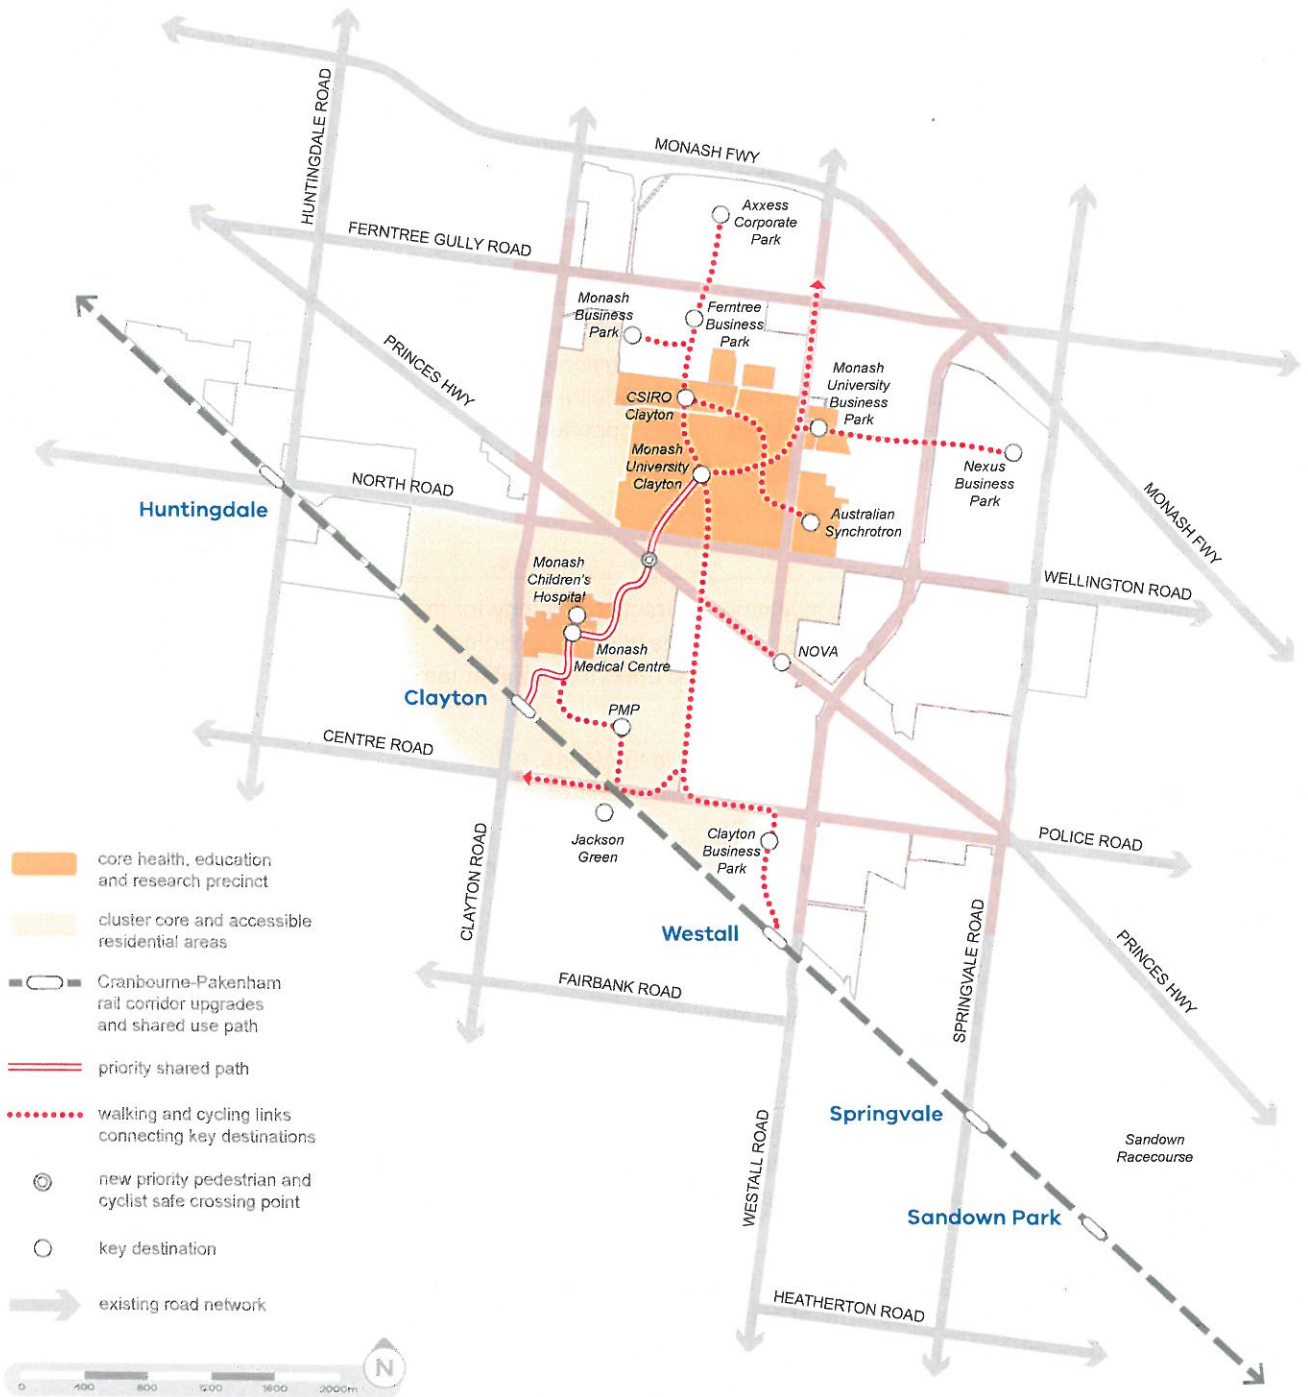 HUNTINGDALE ROAD
MONASH FWY
Axxess
Corporate
Park
FERNTREE GULLY ROAD
Monash
Business
Park
Ferntree
Business
Park
PRINCES HWY
Monash
University
Business
Park
CSIRO
Clayton
Monash
University
Clayton
Nexus
Business
Park
MONASH FWY
NORTH ROAD
Huntingdale
Australian
Synchrotron
Monash
Children's
Hospital
WELLINGTON ROAD
Monash
Medical Centre
NOVA
Clayton
PMP
CENTRE ROAD
Jackson
Green
Clayton
Business
Park
POLICE ROAD
CLAYTON ROAD
Westall
FAIRBANK ROAD
SPRINGVALE ROAD
PRINCES HWY
Springvale
Sandown
Racecourse
WESTALL ROAD
Sandown Park
HEATHERTON ROAD
core health, education
and research precinct
cluster core and accessible
residential areas
Cranbourne-Pakenham
rail corridor upgrades
and shared use path
priority shared path
walking and cycling links
connecting key destinations
new priority pedestrian and
cyclist safe crossing point
key destination
existing road network
N
0 400 800 1200 1600 2000m